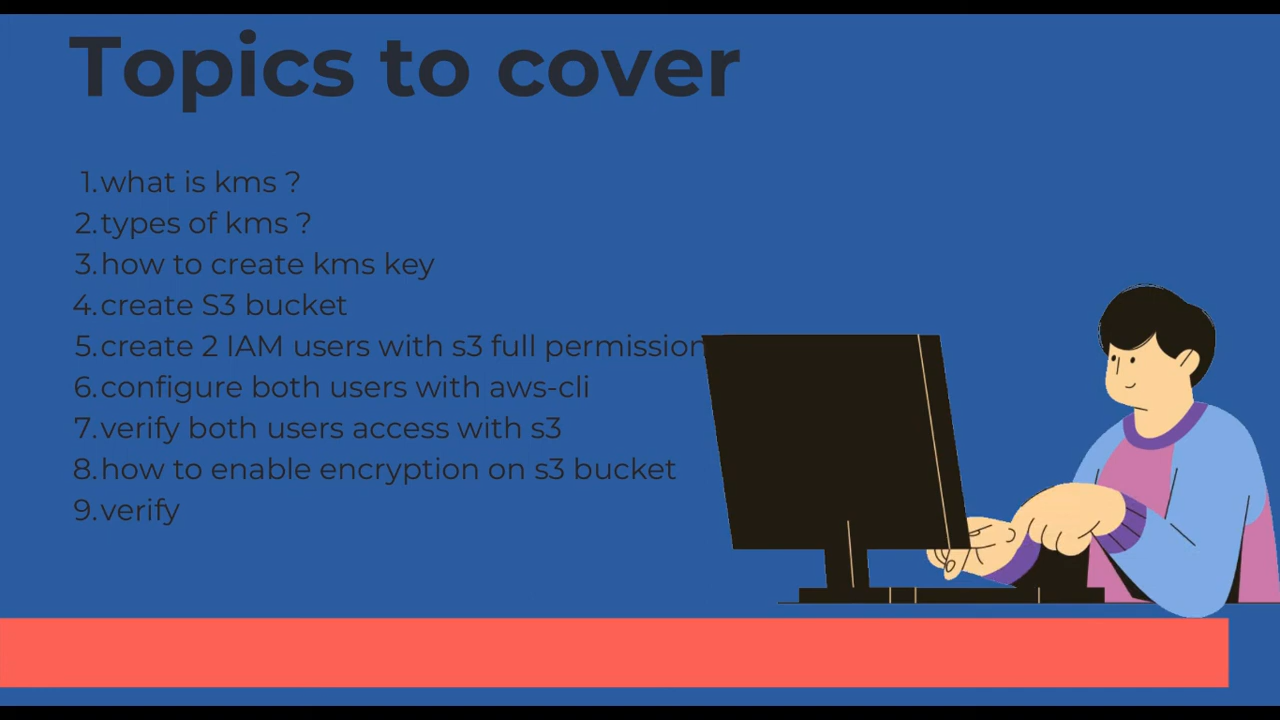 Topics to cover
1. what is kms ?
2. types of kms ?
3. how to create kms key
4. create S3 bucket
5. create 2 IAM users with s3 full permission
6. configure both users with aws-cli
7. verify both users access with s3
8. how to enable encryption on s3 bucket
9. verify